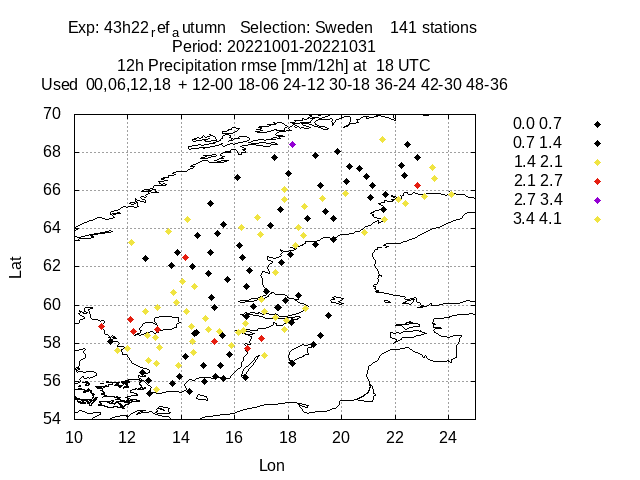 Exp: 43h22refautumn   Selection: Sweden    141 stations
Period: 20221001-20221031
12h Precipitation rmse [mm/12h] at  18 UTC
Used  00,06,12,18  + 12-00 18-06 24-12 30-18 36-24 42-30 48-36
70
68
66
64
62
60
58
56
54
10 12 14 16 18 20 22 24
Lat
Lon
0.0 0.7
0.7 1.4
1.4 2.1
2.1 2.7
2.7 3.4
3.4 4.1